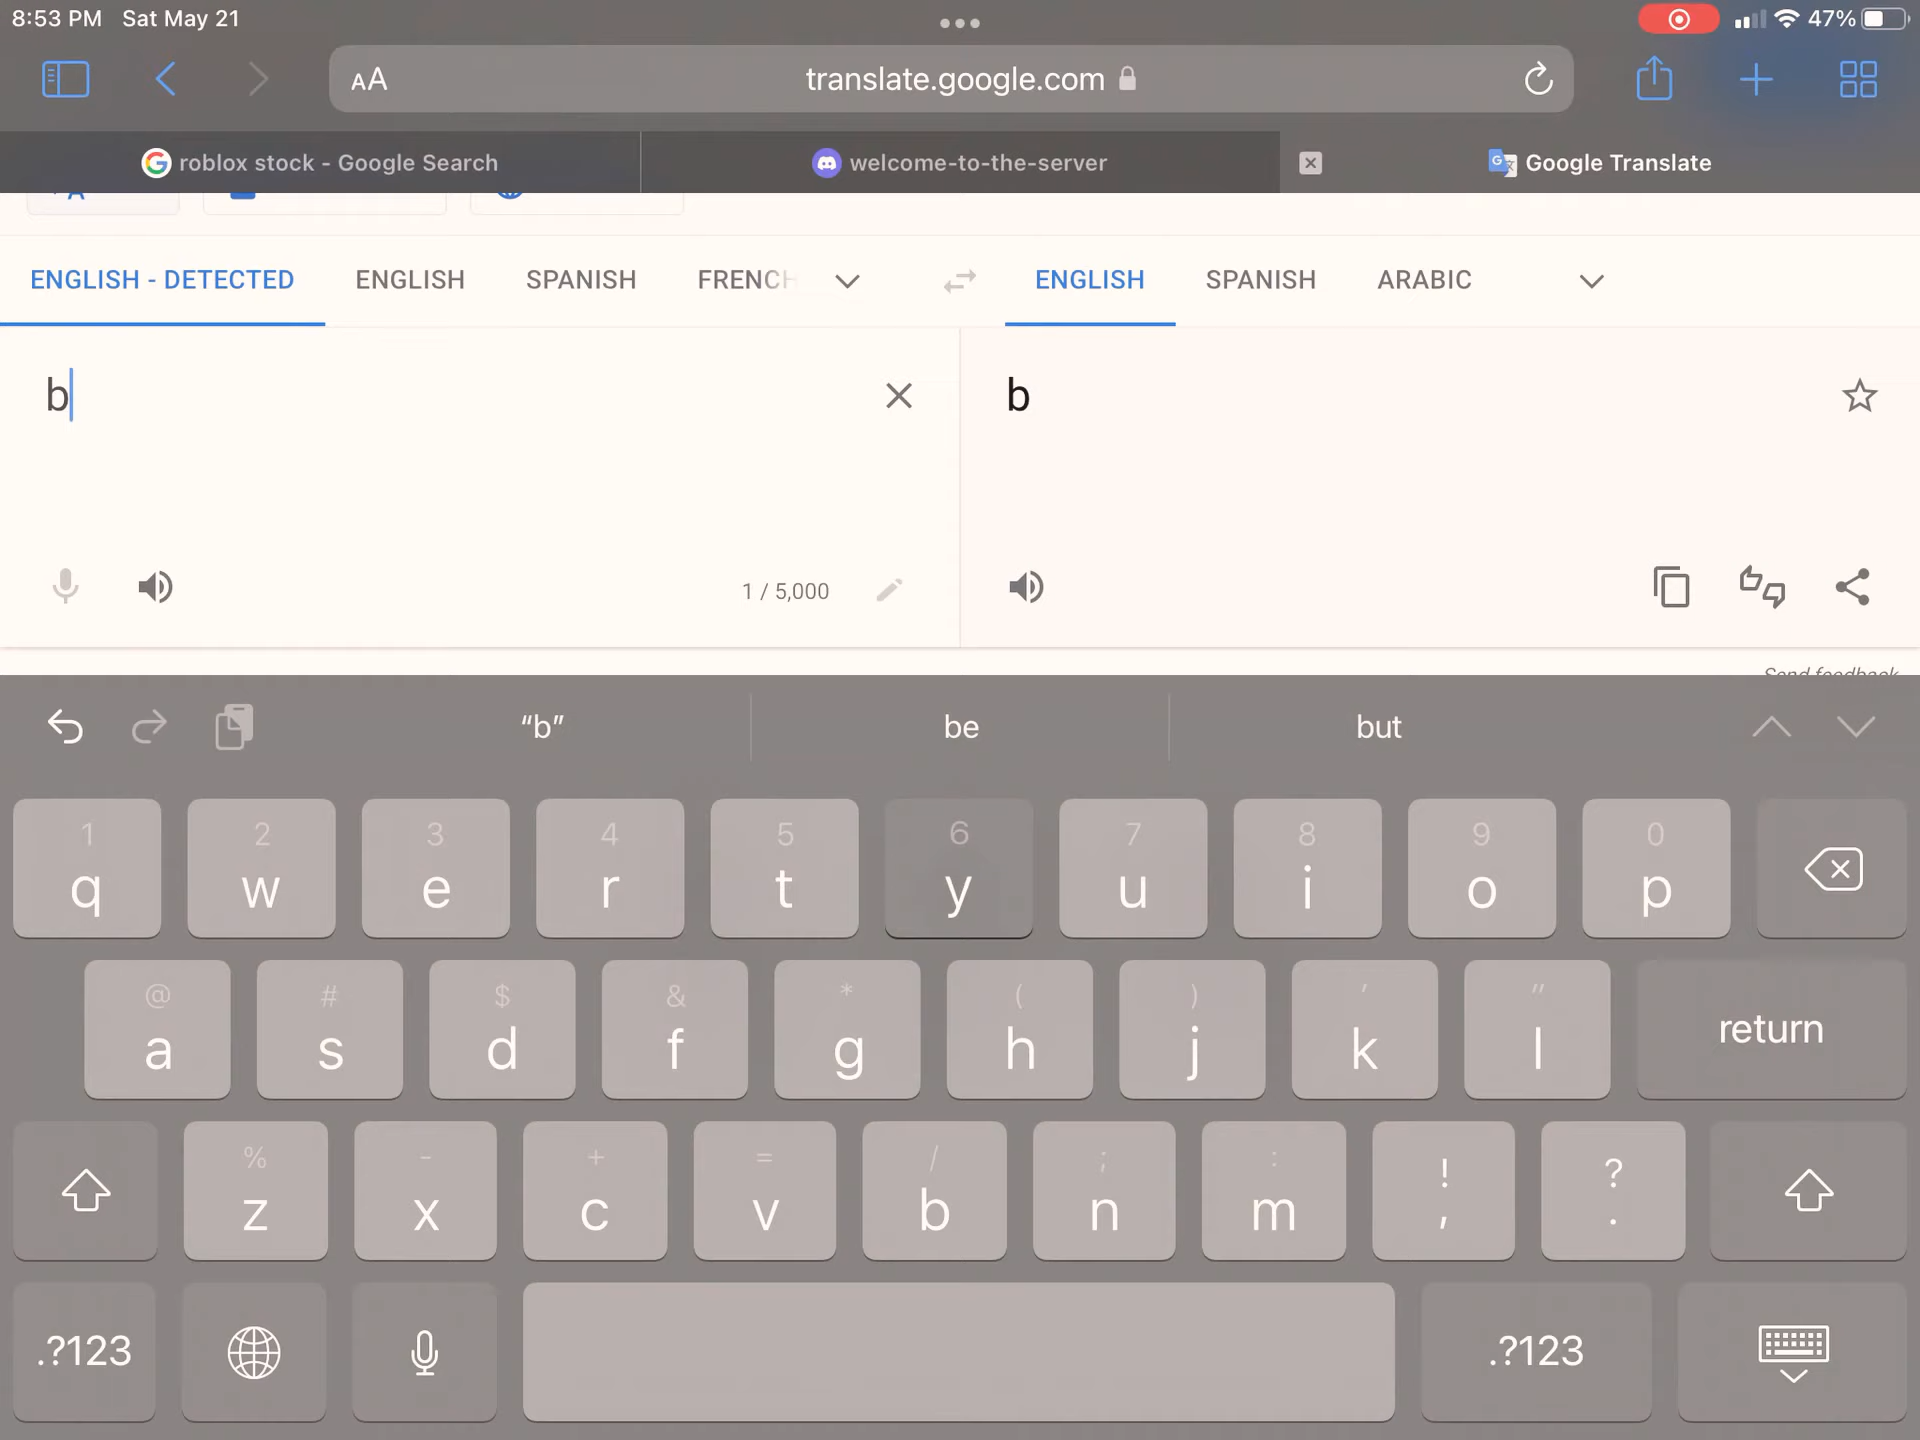 8:53 PM Sat May 21
47%
AA translate.google.com
roblox stock - Google Search welcome-to-the-server Google Translate
ENGLISH - DETECTED ENGLISH SPANISH FRENCH ENGLISH SPANISH ARABIC
b b
1 / 5,000
Send feedback
“b” be but
1 2 3 4 5 6 7 8 9 0
q w e r t y u i o p
@ # $ & * ( ) ' "
a s d f g h j k l return
% - + = / ; : ! ?
z x c v b n m , .
.?123 .?123